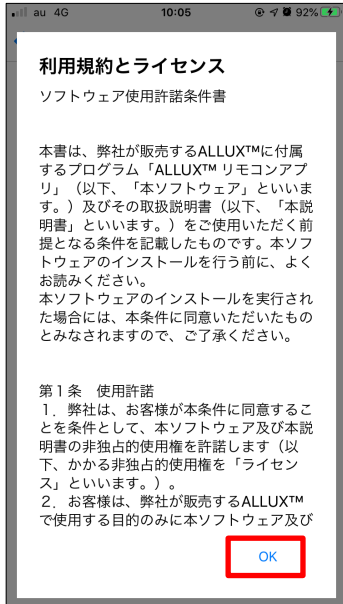 au 4G 10:05 92%
利用規約とライセンス
ソフトウェア使用許諾条件書
本書は、弊社が販売するALLUX™に付属
するプログラム「ALLUX™ リモコンアプ
リ」（以下、「本ソフトウェア」といいま
す。）及びその取扱説明書（以下、「本説
明書」といいます。）をご使用いただく前
提となる条件を記載したものです。本ソフ
トウェアのインストールを行う前に、よく
お読みください。
本ソフトウェアのインストールを実行され
た場合には、本条件に同意いただいたもの
とみなされますので、ご了承ください。
第１条　使用許諾
１．弊社は、お客様が本条件に同意するこ
とを条件として、本ソフトウェア及び本説
明書の非独占的使用権を許諾します（以
下、かかる非独占的使用権を「ライセン
ス」といいます。）。
２．お客様は、弊社が販売するALLUX™
で使用する目的のみに本ソフトウェア及び
OK